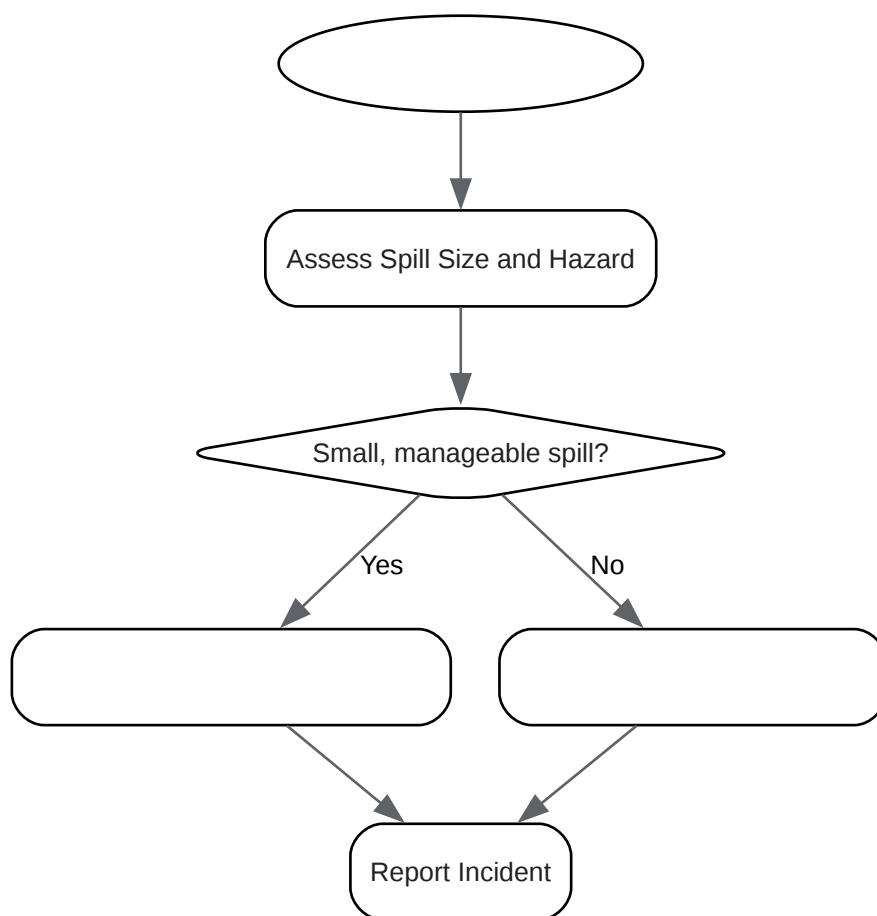 Assess Spill Size and Hazard
Small, manageable spill?
Yes
No
Report Incident